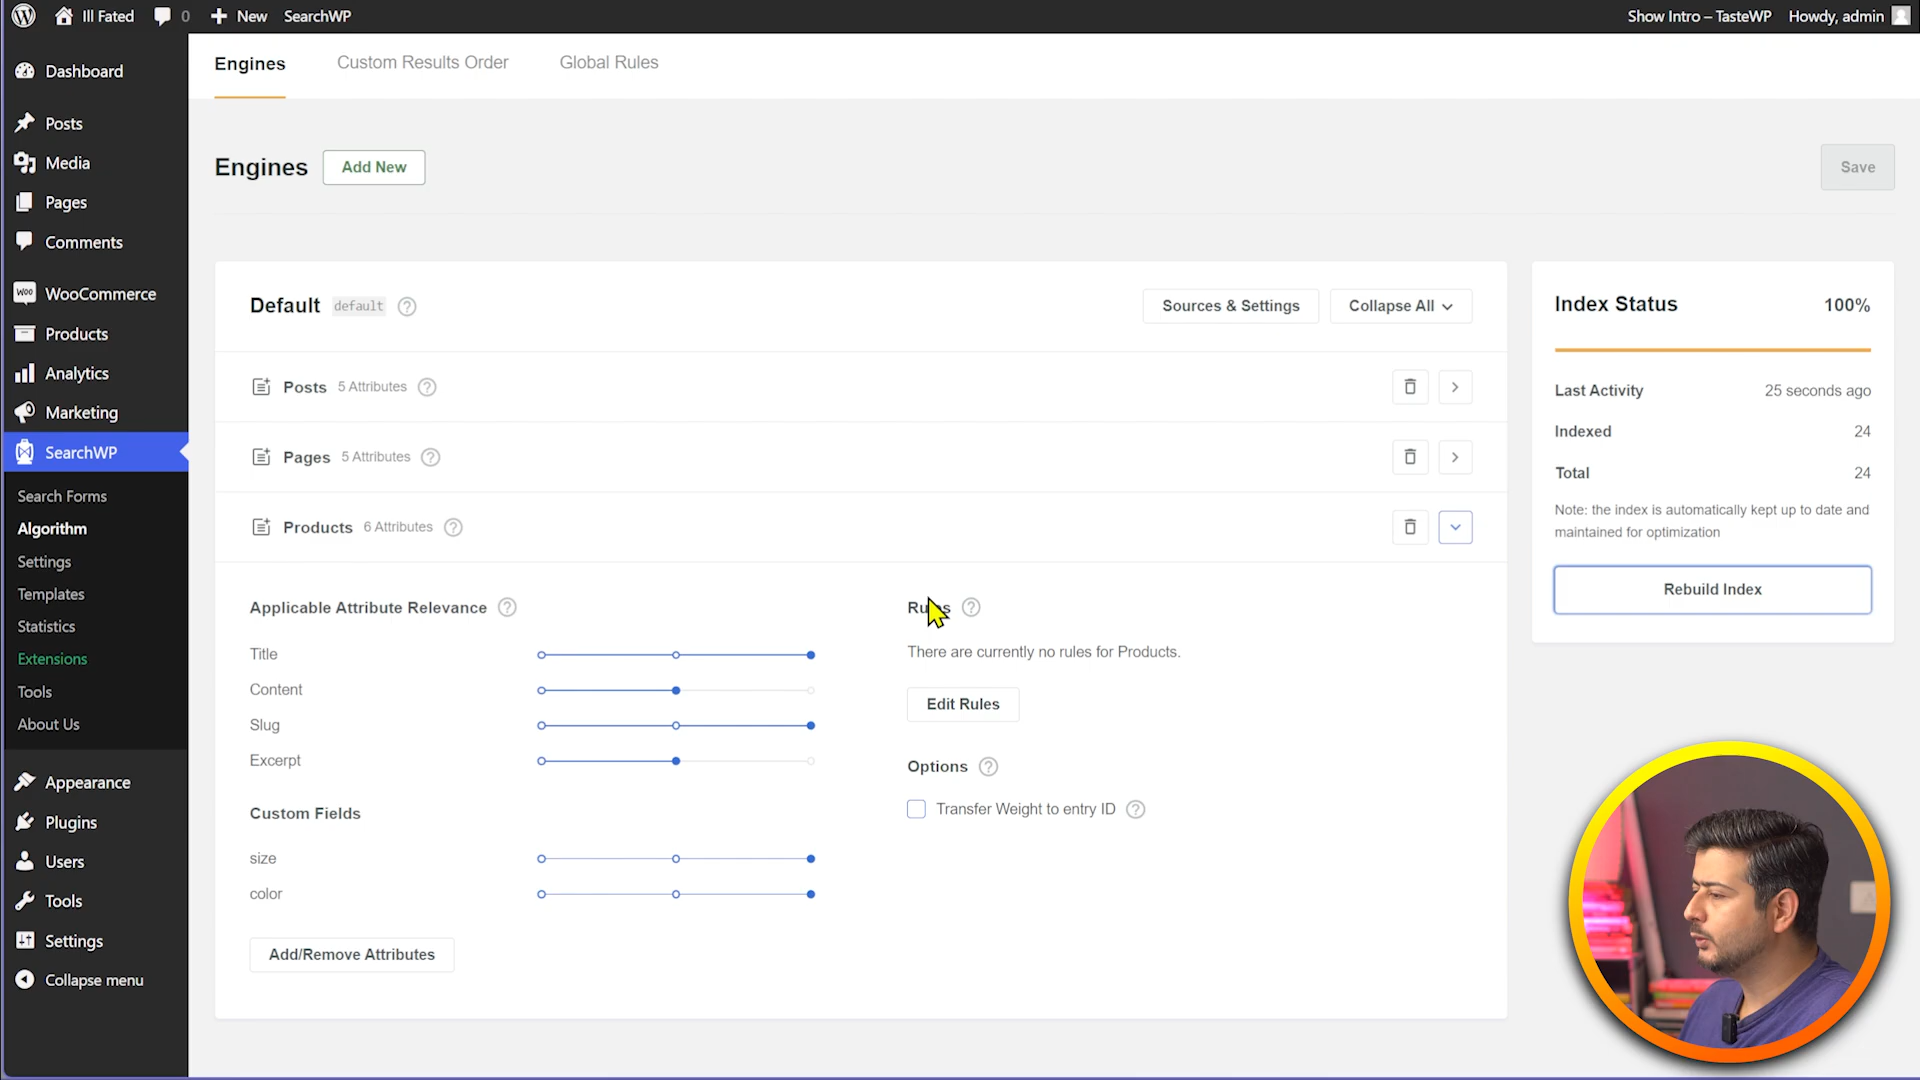 Ill Fated
0
New
SearchWP
Show Intro – TasteWP
Howdy, admin
Dashboard
Posts
Media
Pages
Comments
WooCommerce
Products
Analytics
Marketing
SearchWP
Search Forms
Algorithm
Settings
Templates
Statistics
Extensions
Tools
About Us
Appearance
Plugins
Users
Tools
Settings
Collapse menu
Engines
Custom Results Order
Global Rules
Engines
Add New
Save
Default default ?
Sources & Settings
Collapse All
Posts 5 Attributes ?
Pages 5 Attributes ?
Products 6 Attributes ?
Applicable Attribute Relevance ?
Title
Content
Slug
Excerpt
Custom Fields
size
color
Add/Remove Attributes
Rules ?
There are currently no rules for Products.
Edit Rules
Options ?
Transfer Weight to entry ID ?
Index Status 100%
Last Activity 25 seconds ago
Indexed 24
Total 24
Note: the index is automatically kept up to date and
maintained for optimization
Rebuild Index